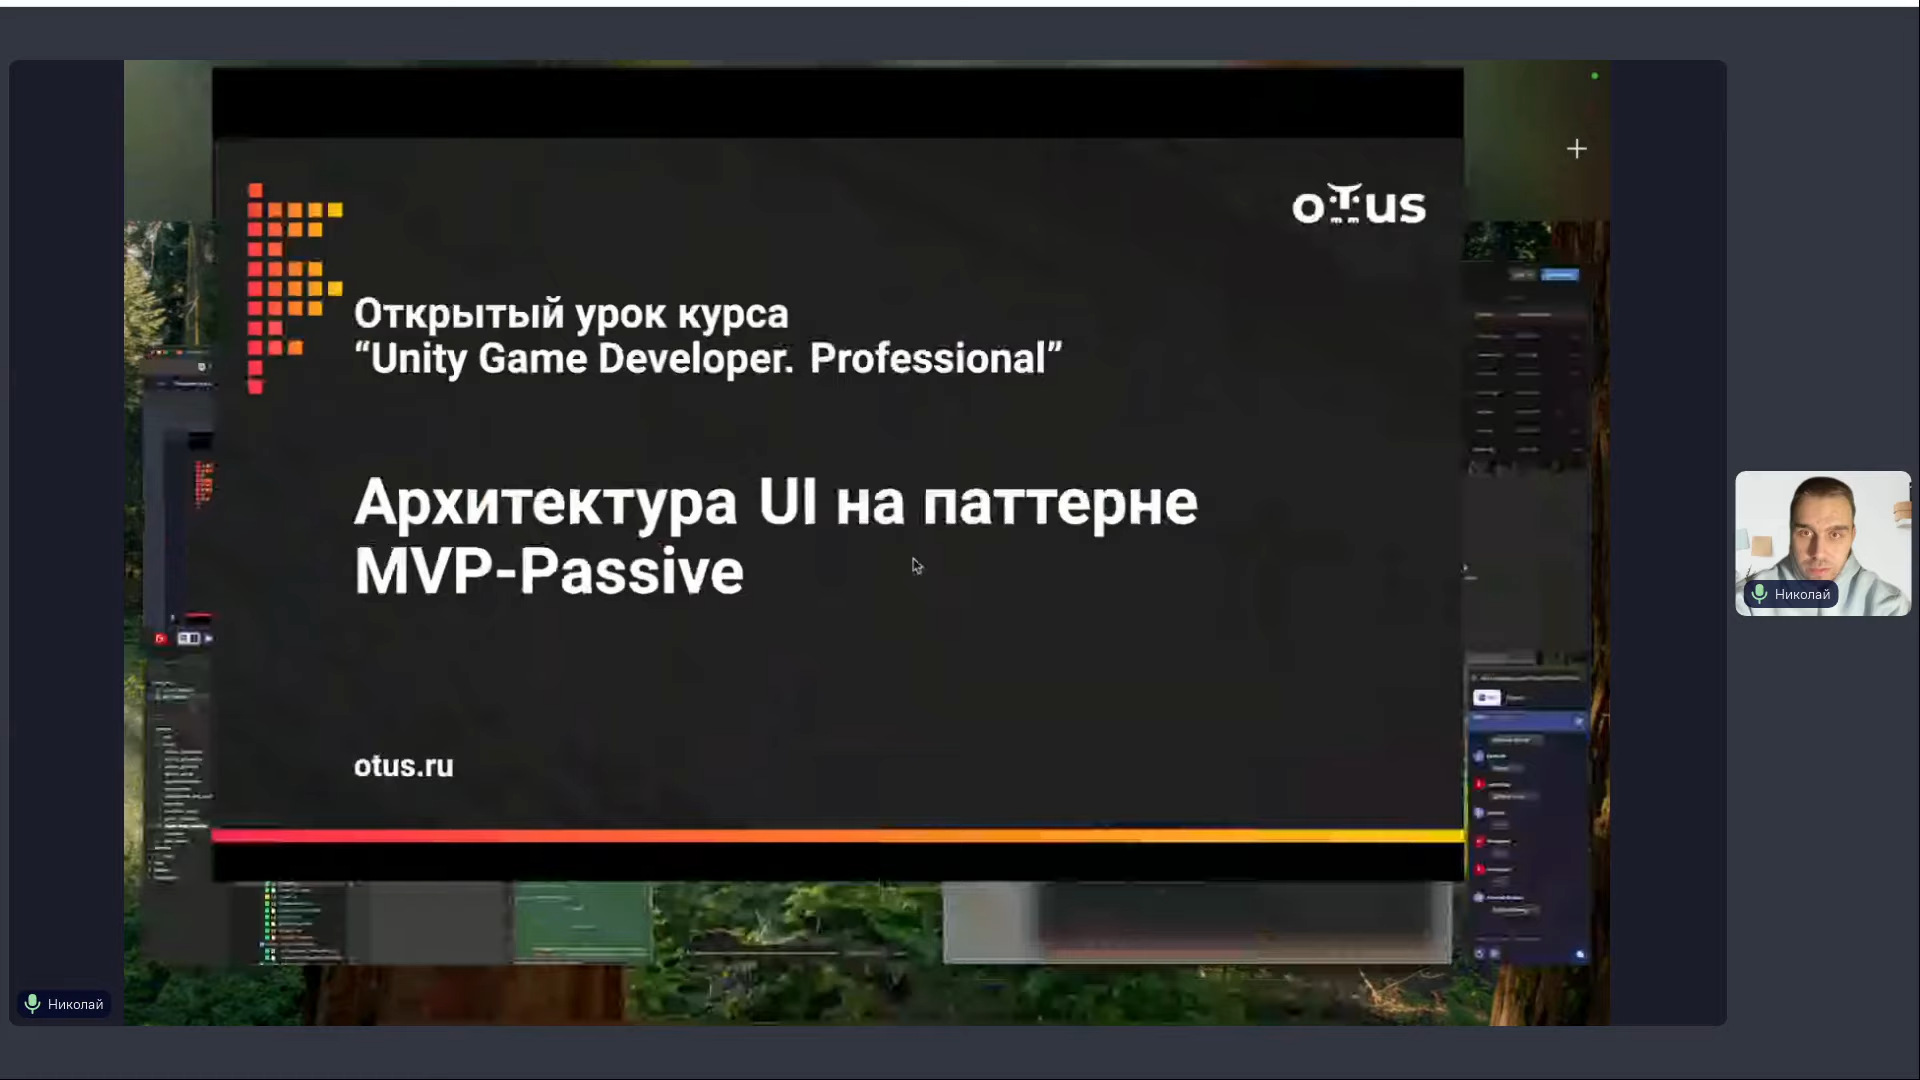 otus
Открытый урок курса
“Unity Game Developer. Professional”
Архитектура UI на паттерне
MVP-Passive
otus.ru
Николай
Николай